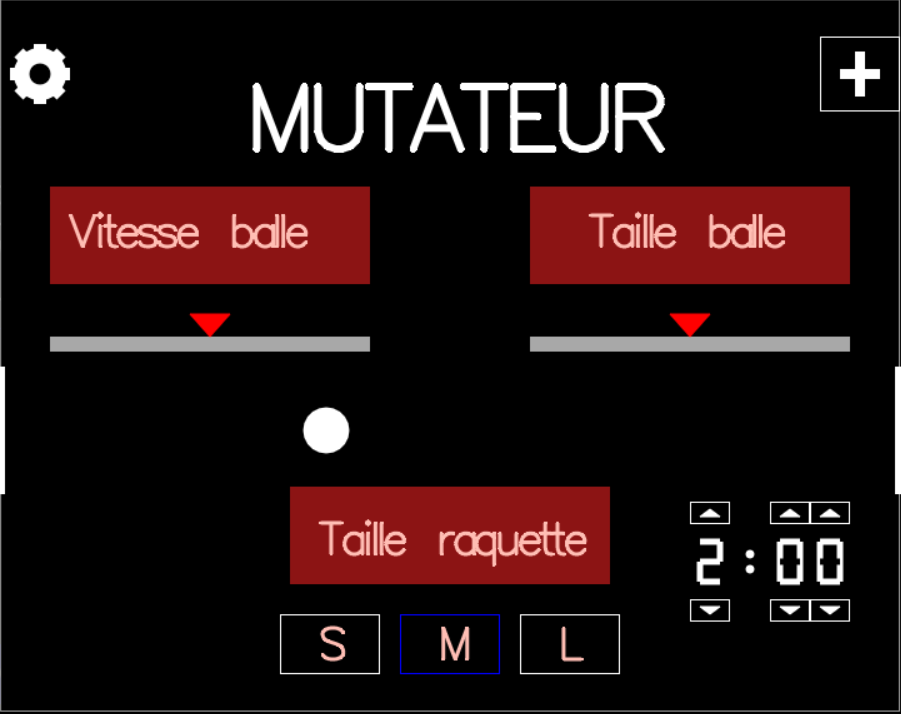 +
MUTATEUR
Vitesse balle
Taille balle
Taille raquette
2:00
S
M
L